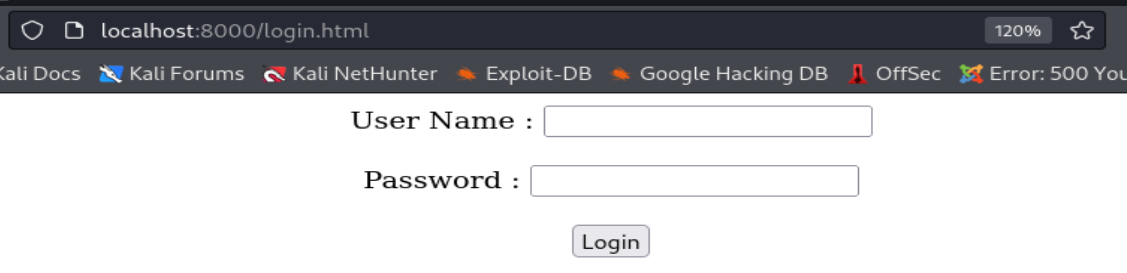 localhost:8000/login.html 120%
Kali Docs Kali Forums Kali NetHunter Exploit-DB Google Hacking DB OffSec Error: 500 You
User Name :
Password :
Login